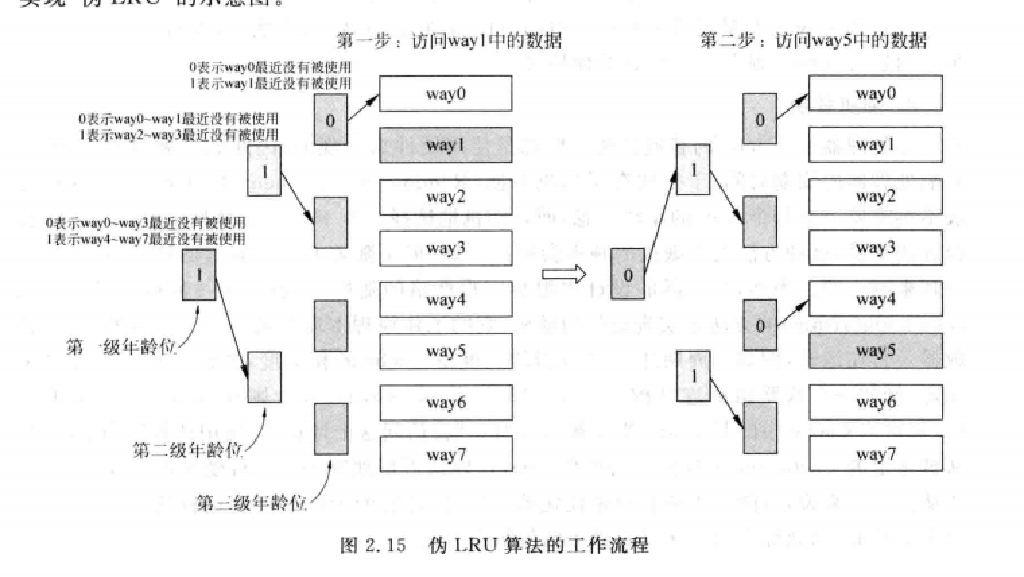 实现"伪LRU"的示意图。
第一步：访问way1中的数据
第二步：访问way5中的数据
0表示way0最近没有被使用
1表示way1最近没有被使用
0表示way0~way1最近没有被使用
1表示way2~way3最近没有被使用
0表示way0~way3最近没有被使用
1表示way4~way7最近没有被使用
0
1
1
way0
way1
way2
way3
way4
way5
way6
way7
第一级年龄位
第二级年龄位
第三级年龄位
0
1
0
0
1
way0
way1
way2
way3
way4
way5
way6
way7
图 2.15 伪 LRU 算法的工作流程